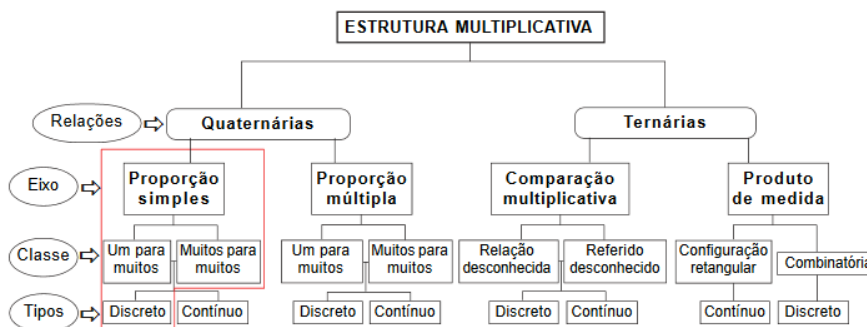 ESTRUTURA MULTIPLICATIVA
Relações
Quaternárias
Ternárias
Eixo
Proporção
simples
Proporção
múltipla
Comparação
multiplicativa
Produto
de medida
Classe
Um para
muitos
Muitos para
muitos
Um para
muitos
Muitos para
muitos
Relação
desconhecida
Referido
desconhecido
Configuração
retangular
Combinatória
Tipos
Discreto
Contínuo
Discreto
Contínuo
Discreto
Contínuo
Contínuo
Discreto